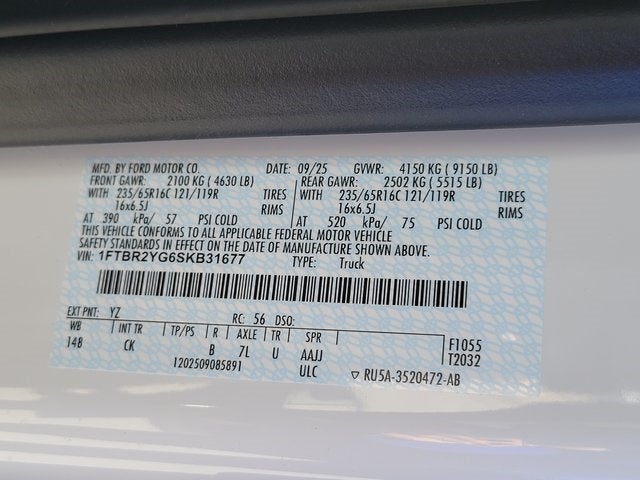 MFD. BY FORD MOTOR CO. DATE: 09/25 GVWR: 4150 KG ( 9150 LB)
FRONT GAWR: 2100 KG ( 4630 LB) REAR GAWR: 2502 KG ( 5515 LB)
WITH 235/65R16C 121/119R TIRES WITH 235/65R16C 121/119R TIRES
16x6.5J RIMS 16x6.5J RIMS
AT 390 kPa/ 57 PSI COLD AT 520 kPa/ 75 PSI COLD
THIS VEHICLE CONFORMS TO ALL APPLICABLE FEDERAL MOTOR VEHICLE
SAFETY STANDARDS IN EFFECT ON THE DATE OF MANUFACTURE SHOWN ABOVE.
VIN: 1FTBR2YG6SKB31677 TYPE: Truck
EXT PNT: YZ RC: 56 DSO:
WB INT TR TP/PS R AXLE TR SPR F1055
148 CK B 7L U AAJJ T2032
1202509085891 ULC ▽ RU5A-3520472-AB